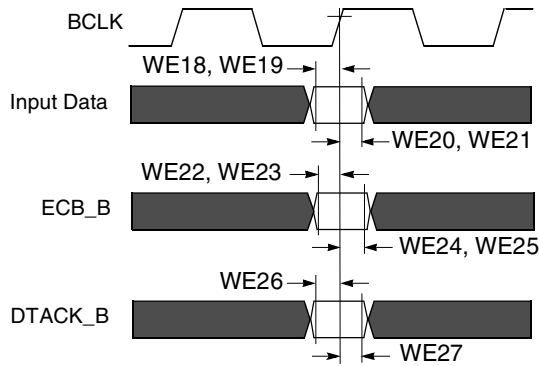 BCLK
WE18, WE19
Input Data
WE20, WE21
WE22, WE23
ECB_B
WE24, WE25
WE26
DTACK_B
WE27